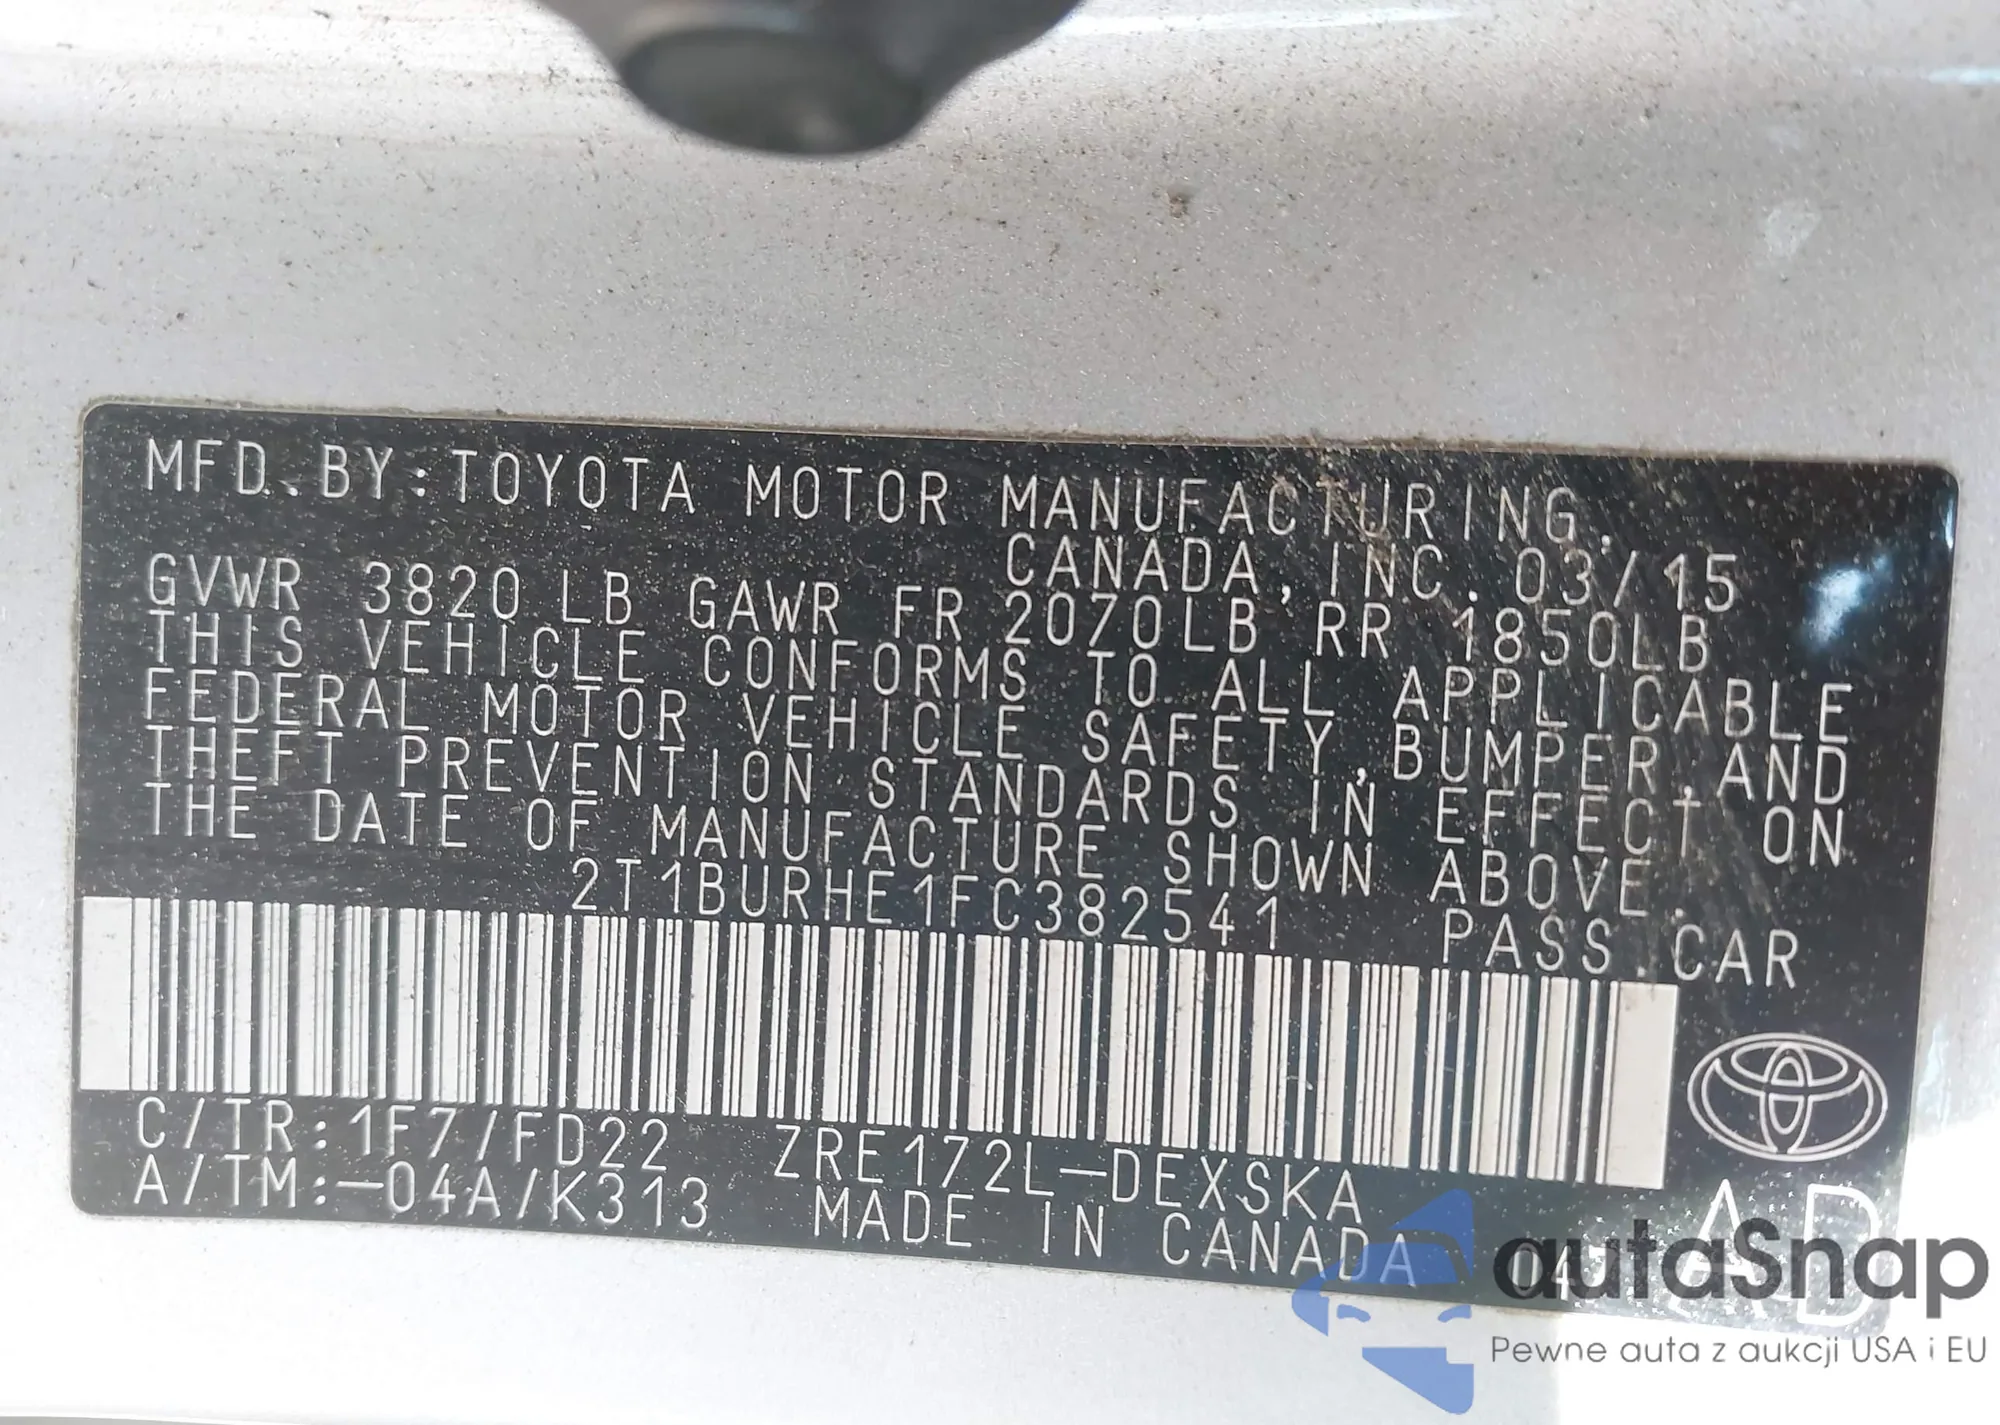 MFD. BY: TOYOTA MOTOR MANUFACTURING,
CANADA, INC. 03/15
GVWR 3820 LB GAWR FR 2070LB RR 1850LB
THIS VEHICLE CONFORMS TO ALL APPLICABLE
FEDERAL MOTOR VEHICLE SAFETY, BUMPER, AND
THEFT PREVENTION STANDARDS IN EFFECT ON
THE DATE OF MANUFACTURE SHOWN ABOVE.
2T1BURHE1FC382541 PASS. CAR
C/TR: 1F7/FD22 ZRE172L-DEXSKA
A/TM: -04A/K313 MADE IN CANADA
autaSnap
Pewne auta z aukcji USA i EU